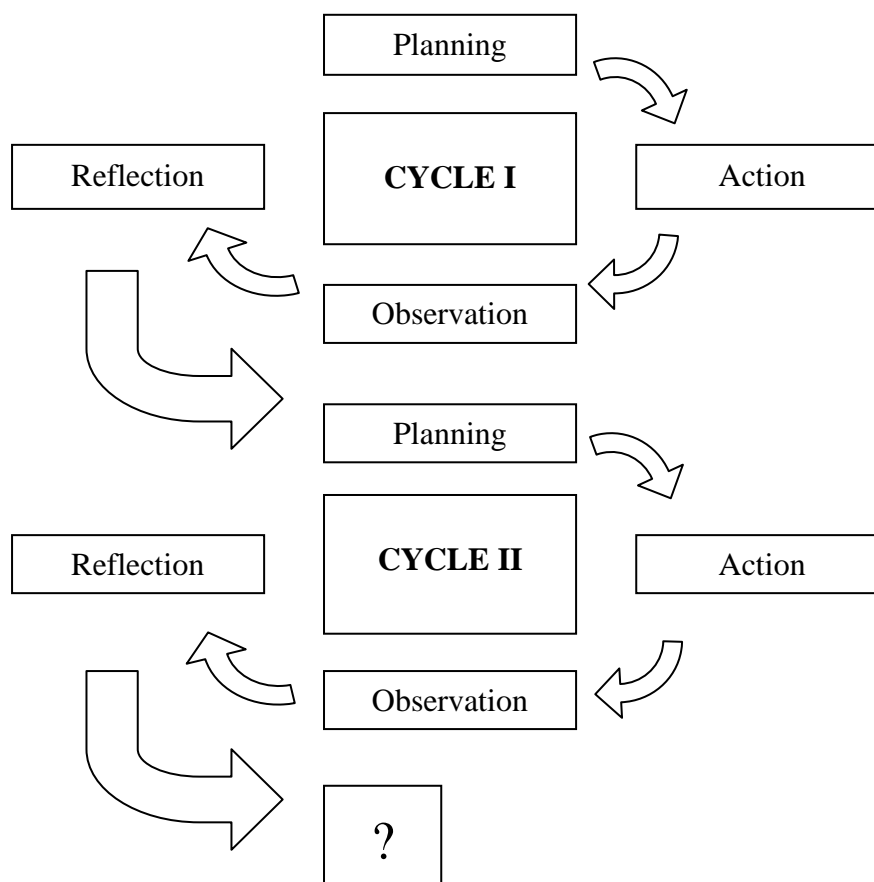 Planning
Reflection
CYCLE I
Action
Observation
Planning
Reflection
CYCLE II
Action
Observation
?